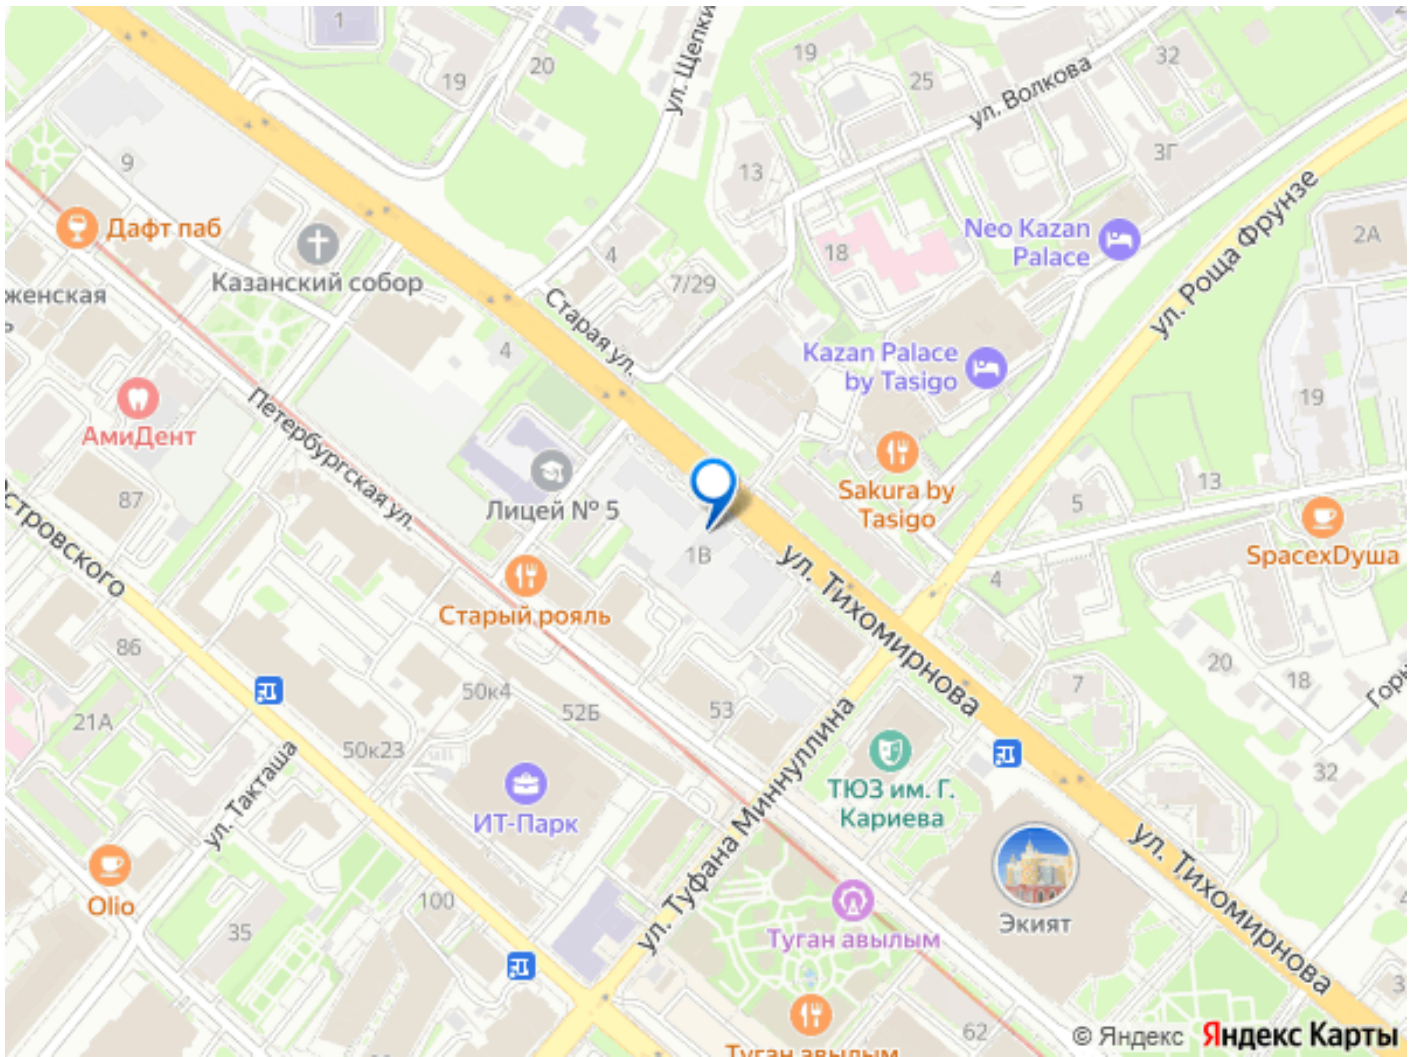 1
19
20
ул. Щепки
19
25
32
ул. Волкова
3Г
9
13
Дафт паб
Казанский собор
4
7/29
18
Neo Kazan
Palace
ул. Роща Фрунзе
2А
женская
ь
Старая ул.
4
Kazan Palace
by Tasigo
19
АмиДент
Петербургская ул.
87
Лицей № 5
Sakura by
Tasigo
5
13
SpacexДуша
стровского
1В
ул. Тихомирнова
4
Старый рояль
86
20
18
7
Горь
21А
50к4
52Б
53
50к23
ул. Такташа
ИТ-Парк
ул. Туфана Миннуллина
ТЮЗ им. Г.
Кариева
32
ул. Тихомирнова
Olio
100
35
Экият
Туган авылым
62
3
Туган авылым
© Яндекс Яндекс Карты